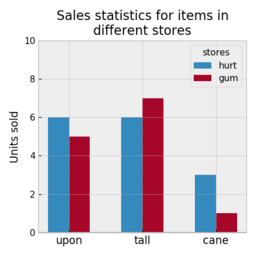 Sales statistics for items in
different stores
stores
hurt
gum
Units sold
10
8
6
4
2
0
upon tall cane